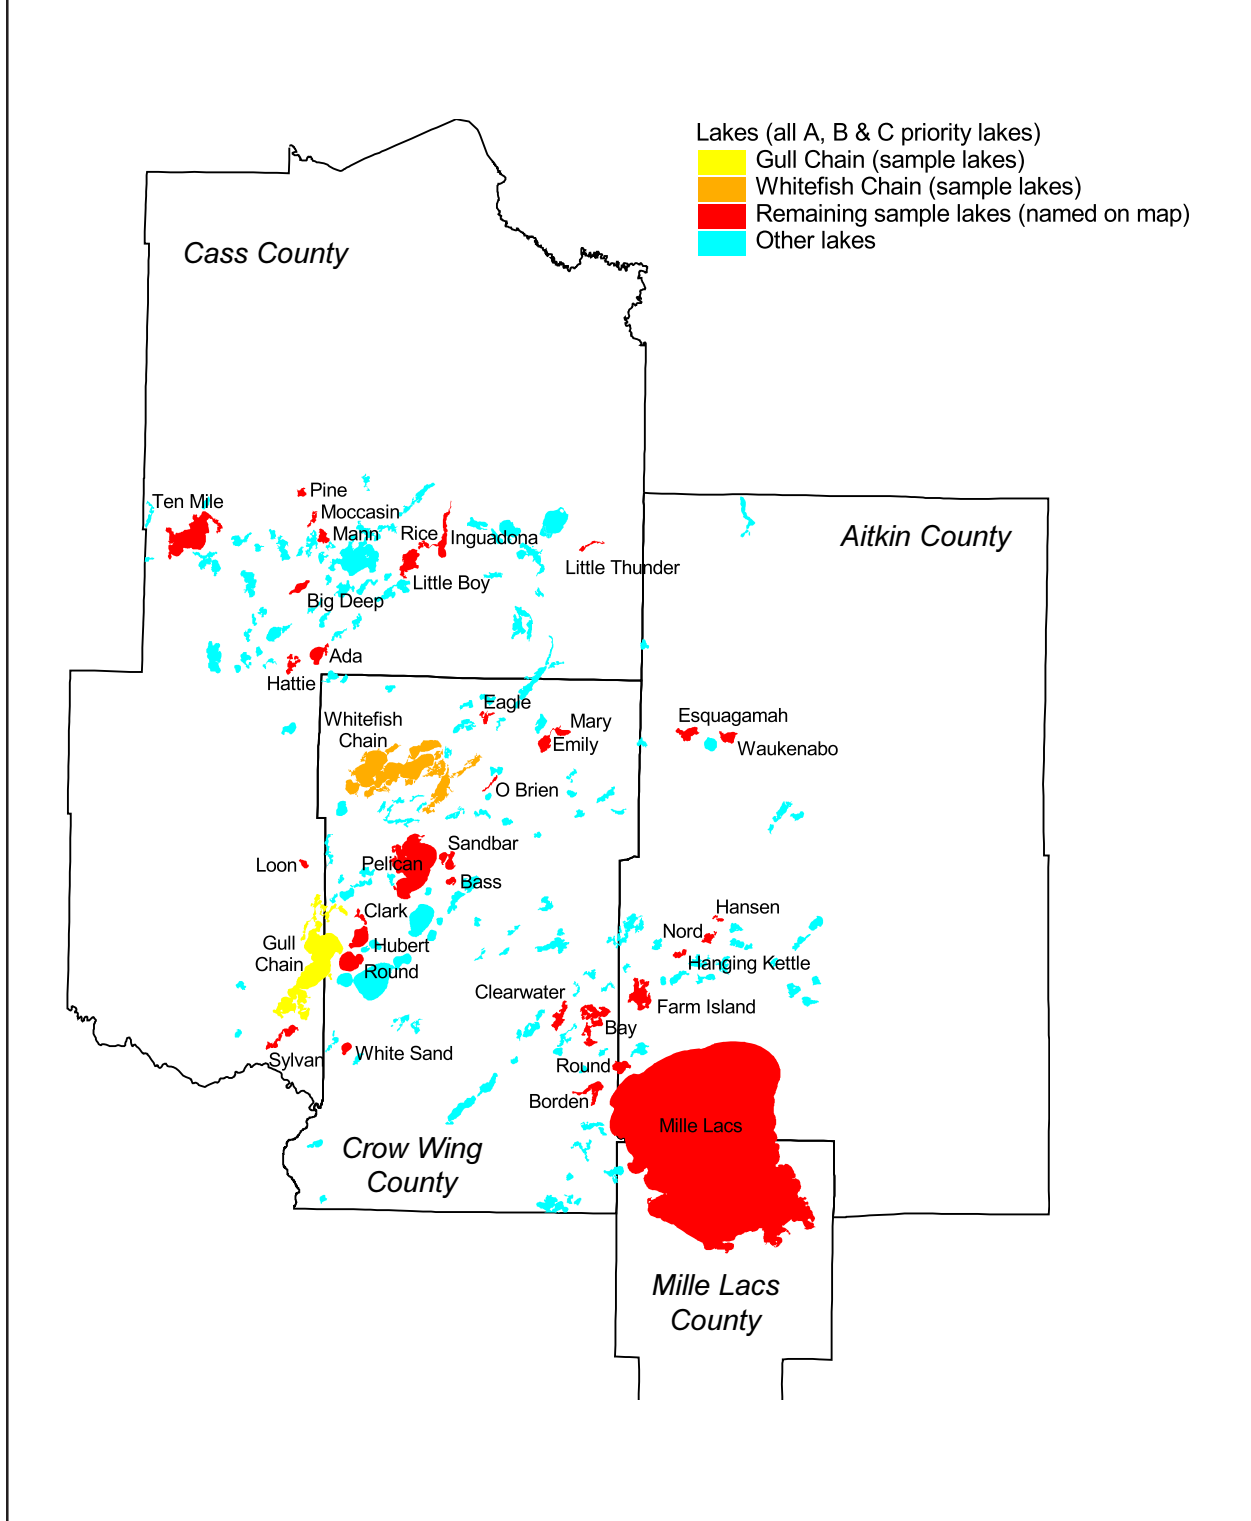 Lakes (all A, B & C priority lakes)
Gull Chain (sample lakes)
Whitefish Chain (sample lakes)
Remaining sample lakes (named on map)
Other lakes
Cass County
Aitkin County
Ten Mile
Pine
Moccasin
Mann
Rice
Inguadona
Little Thunder
Little Boy
Big Deep
Ada
Hattie
Eagle
Whitefish
Chain
Mary
Emily
Esquagamah
Waukenabo
O Brien
Sandbar
Loon
Pelican
Bass
Clark
Hansen
Nord
Gull
Chain
Hubert
Round
Hanging Kettle
Clearwater
Farm Island
Bay
Sylvan
White Sand
Round
Borden
Mille Lacs
Crow Wing
County
Mille Lacs
County